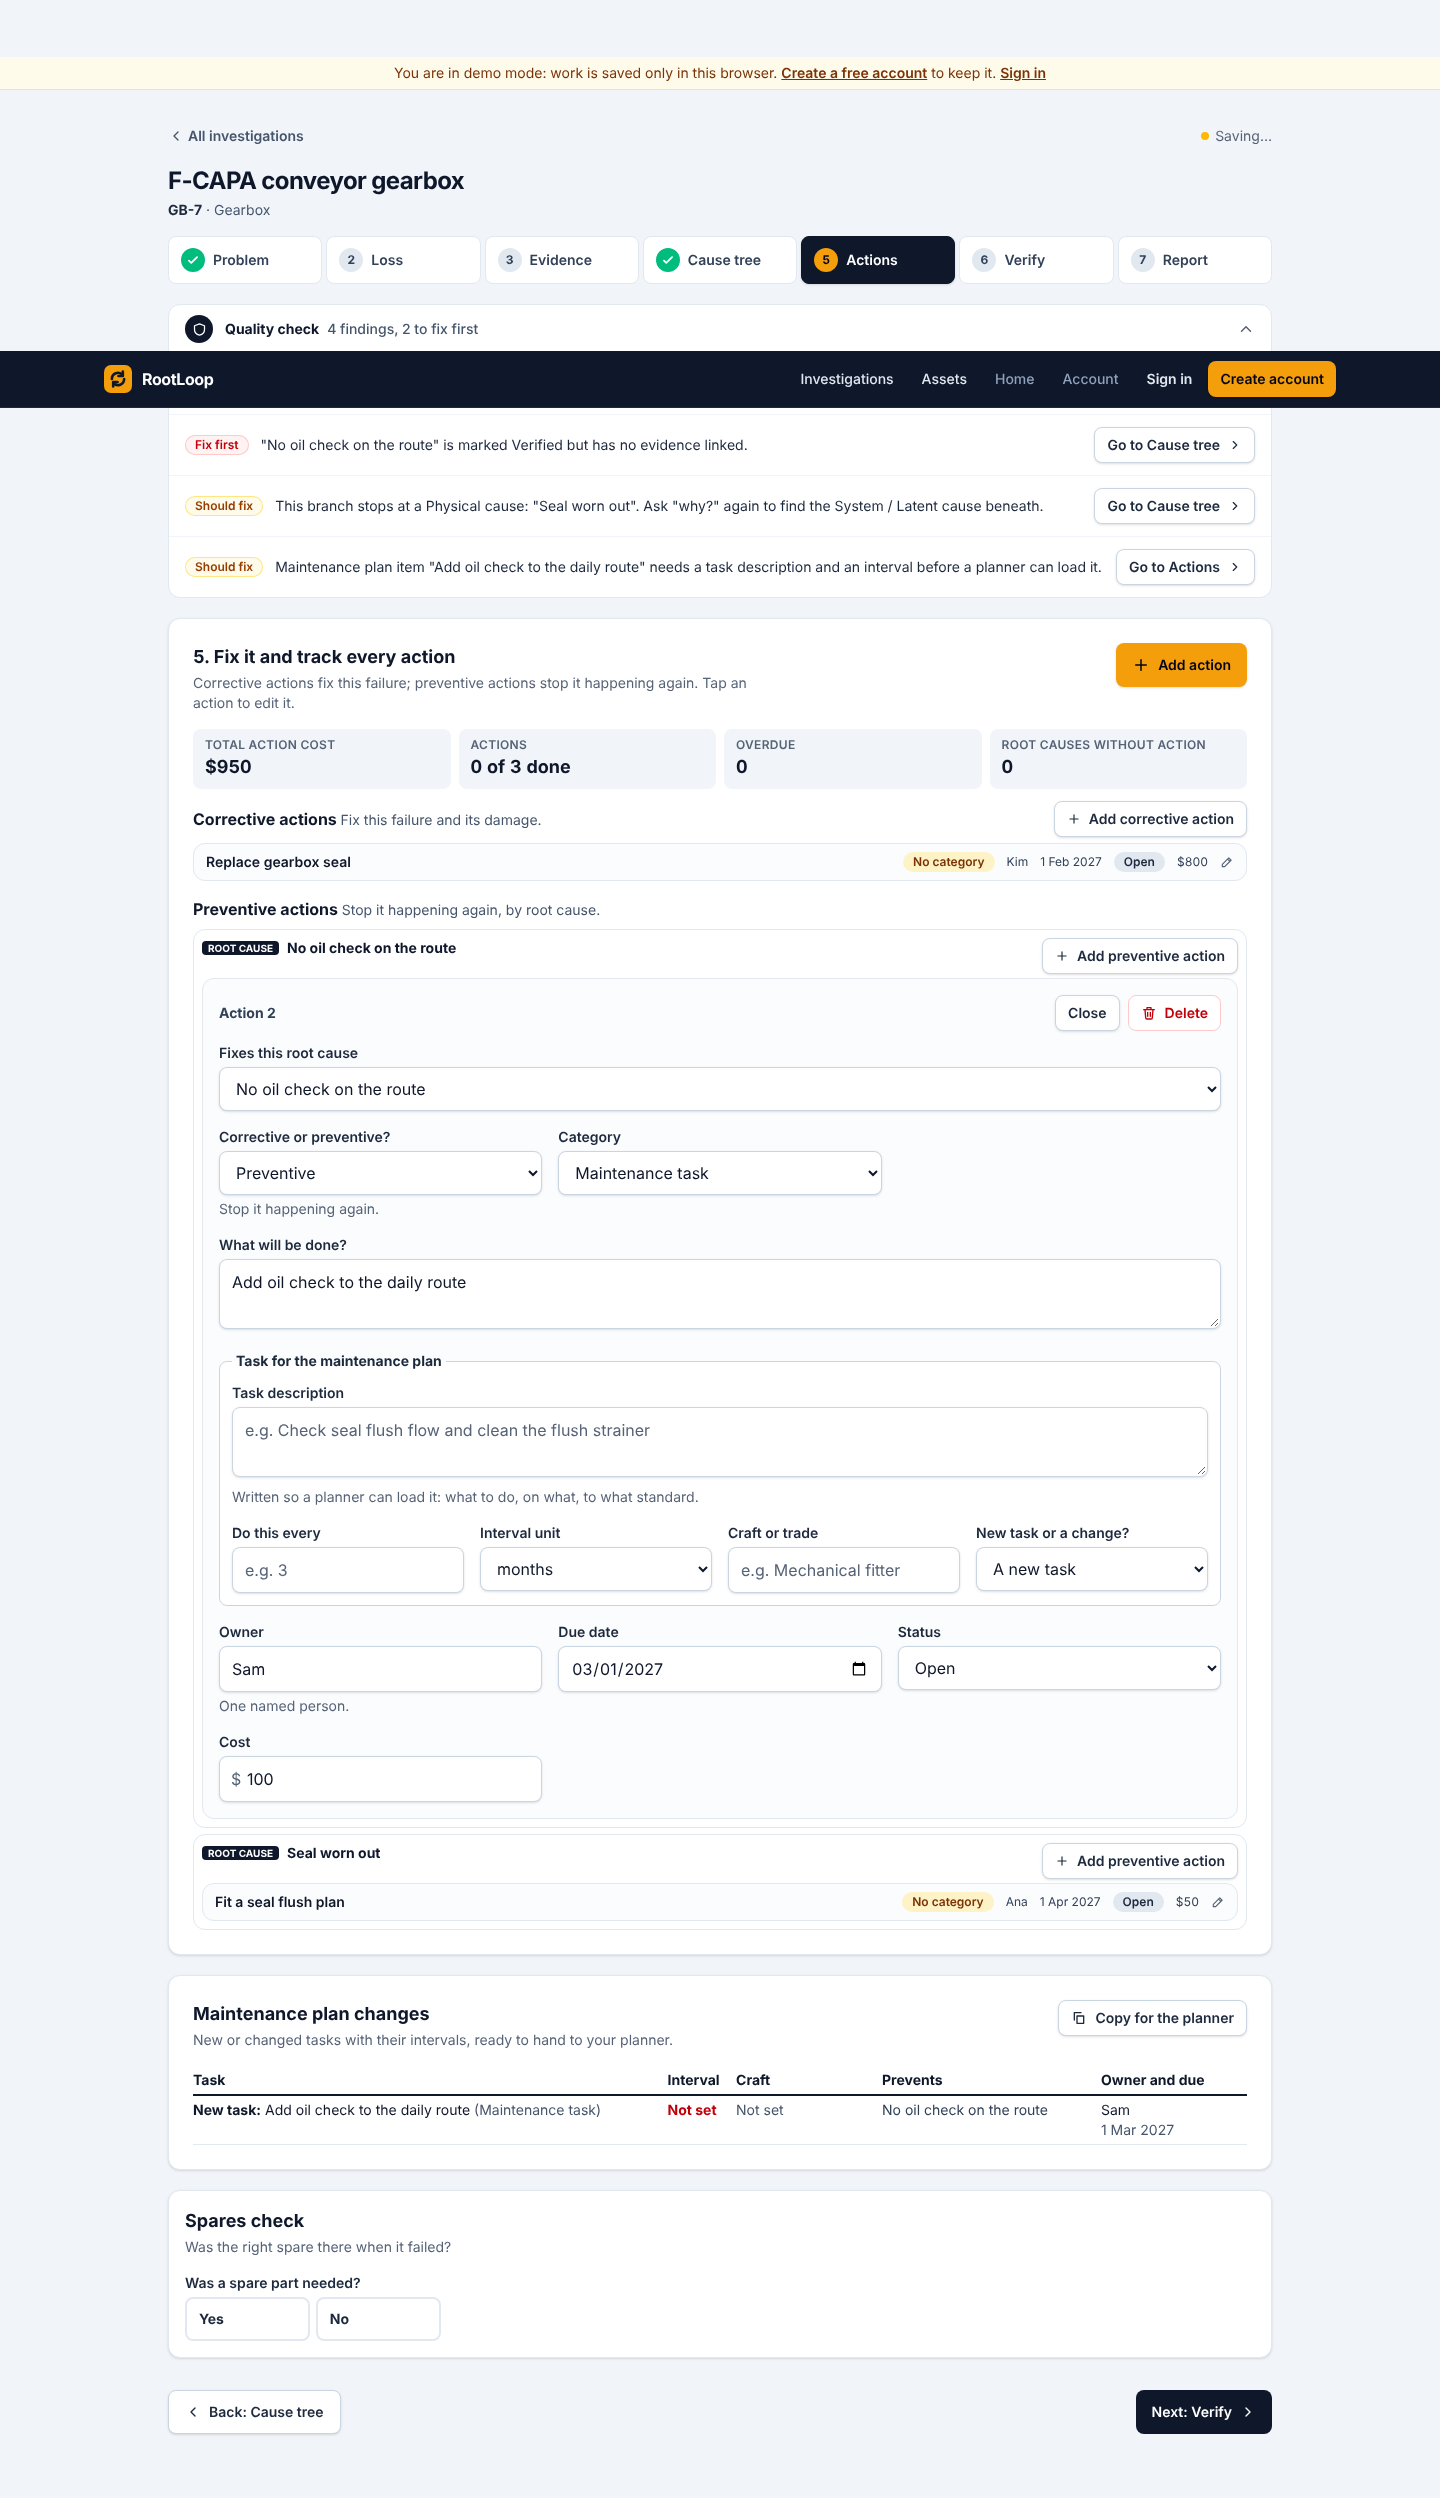 You are in demo mode: work is saved only in this browser. Create a free account to keep it. Sign in
All investigations
Saving...
F-CAPA conveyor gearbox
GB-7 · Gearbox
Problem
2 Loss
3 Evidence
Cause tree
5 Actions
6 Verify
7 Report
Quality check 4 findings, 2 to fix first
RootLoop
Investigations
Assets
Home
Account
Sign in
Create account
Fix first "No oil check on the route" is marked Verified but has no evidence linked.
Go to Cause tree
Should fix This branch stops at a Physical cause: "Seal worn out". Ask "why?" again to find the System / Latent cause beneath.
Go to Cause tree
Should fix Maintenance plan item "Add oil check to the daily route" needs a task description and an interval before a planner can load it.
Go to Actions
5. Fix it and track every action
Add action
Corrective actions fix this failure; preventive actions stop it happening again. Tap an
action to edit it.
TOTAL ACTION COST
$950
ACTIONS
0 of 3 done
OVERDUE
0
ROOT CAUSES WITHOUT ACTION
0
Corrective actions Fix this failure and its damage.
Add corrective action
Replace gearbox seal
No category Kim 1 Feb 2027 Open $800
Preventive actions Stop it happening again, by root cause.
ROOT CAUSE No oil check on the route
Add preventive action
Action 2
Close
Delete
Fixes this root cause
No oil check on the route
Corrective or preventive?
Preventive
Stop it happening again.
Category
Maintenance task
What will be done?
Add oil check to the daily route
Task for the maintenance plan
Task description
e.g. Check seal flush flow and clean the flush strainer
Written so a planner can load it: what to do, on what, to what standard.
Do this every
e.g. 3
Interval unit
months
Craft or trade
e.g. Mechanical fitter
New task or a change?
A new task
Owner
Sam
One named person.
Due date
03/01/2027
Status
Open
Cost
$ 100
ROOT CAUSE Seal worn out
Add preventive action
Fit a seal flush plan
No category Ana 1 Apr 2027 Open $50
Maintenance plan changes
Copy for the planner
New or changed tasks with their intervals, ready to hand to your planner.
Task Interval Craft Prevents Owner and due
New task: Add oil check to the daily route (Maintenance task) Not set Not set No oil check on the route Sam
1 Mar 2027
Spares check
Was the right spare there when it failed?
Was a spare part needed?
Yes
No
Back: Cause tree
Next: Verify